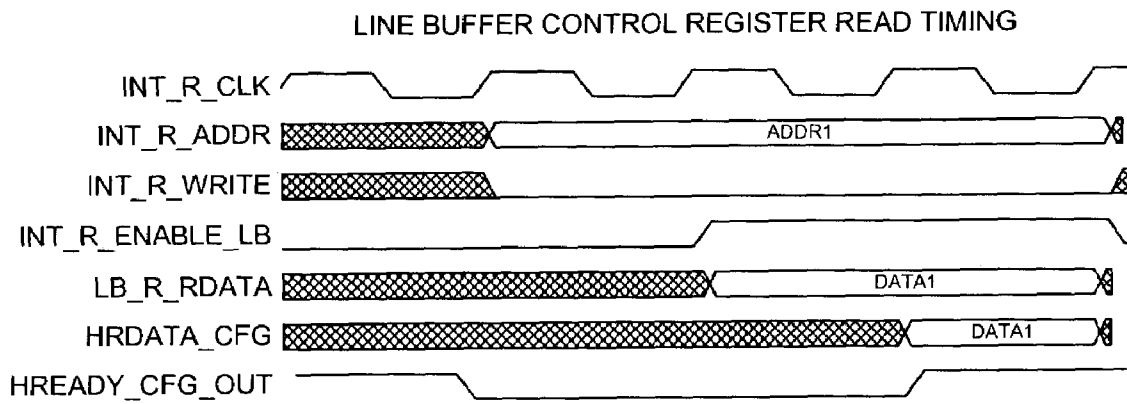 LINE BUFFER CONTROL REGISTER READ TIMING
INT_R_CLK
INT_R_ADDR ADDR1
INT_R_WRITE
INT_R_ENABLE_LB
LB_R_RDATA DATA1
HRDATA_CFG DATA1
HREADY_CFG_OUT